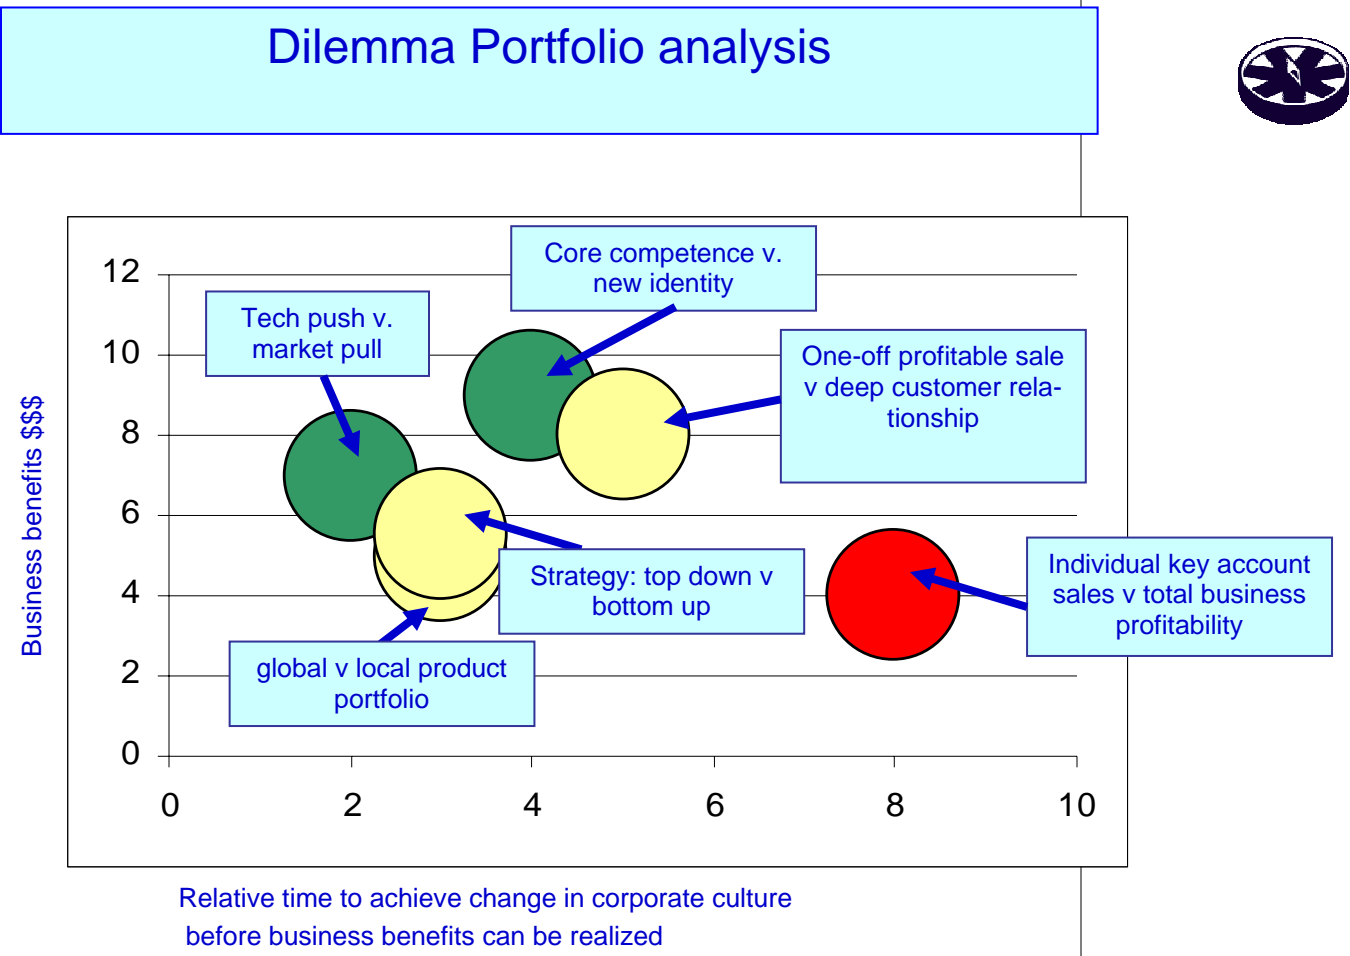 Dilemma Portfolio analysis
Business benefits $$$
12
10
8
6
4
2
0
0
2
4
6
8
10
Core competence v.
new identity
Tech push v.
market pull
One-off profitable sale
v deep customer rela-
tionship
Strategy: top down v
bottom up
Individual key account
sales v total business
profitability
global v local product
portfolio
Relative time to achieve change in corporate culture
before business benefits can be realized